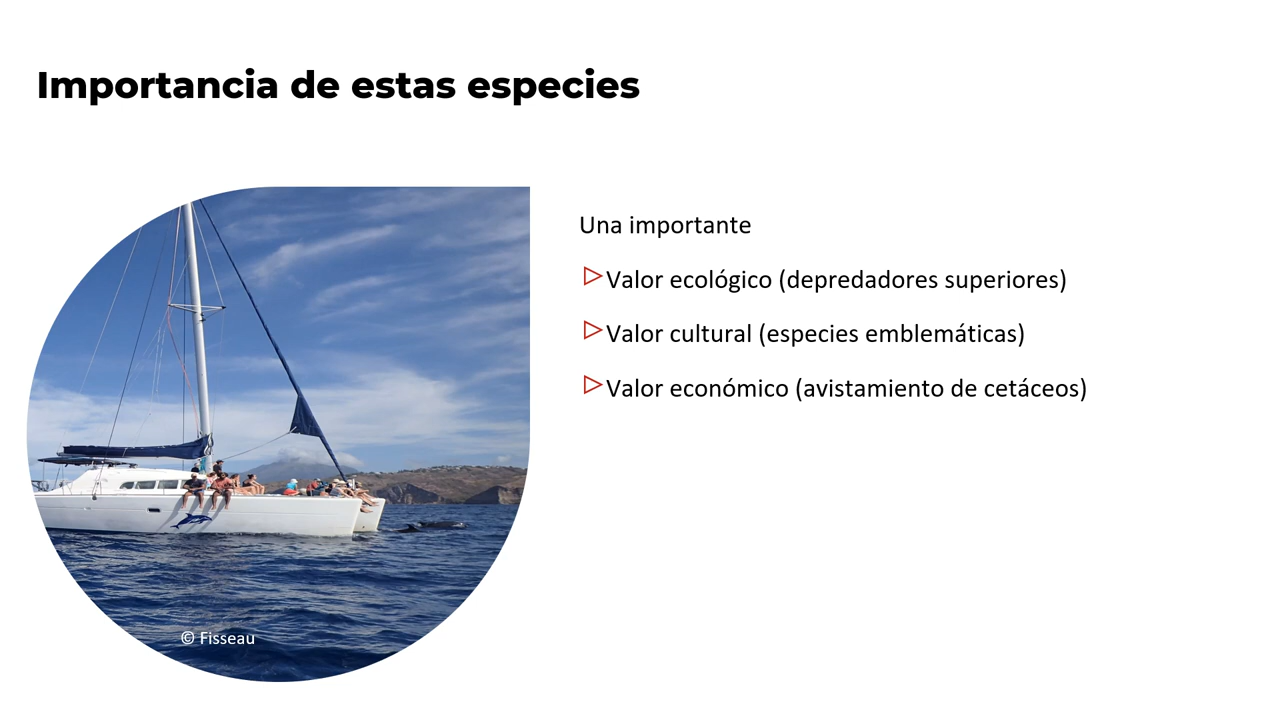 Importancia de estas especies
Una importante
Valor ecológico (depredadores superiores)
Valor cultural (especies emblemáticas)
Valor económico (avistamiento de cetáceos)
© Fisseau